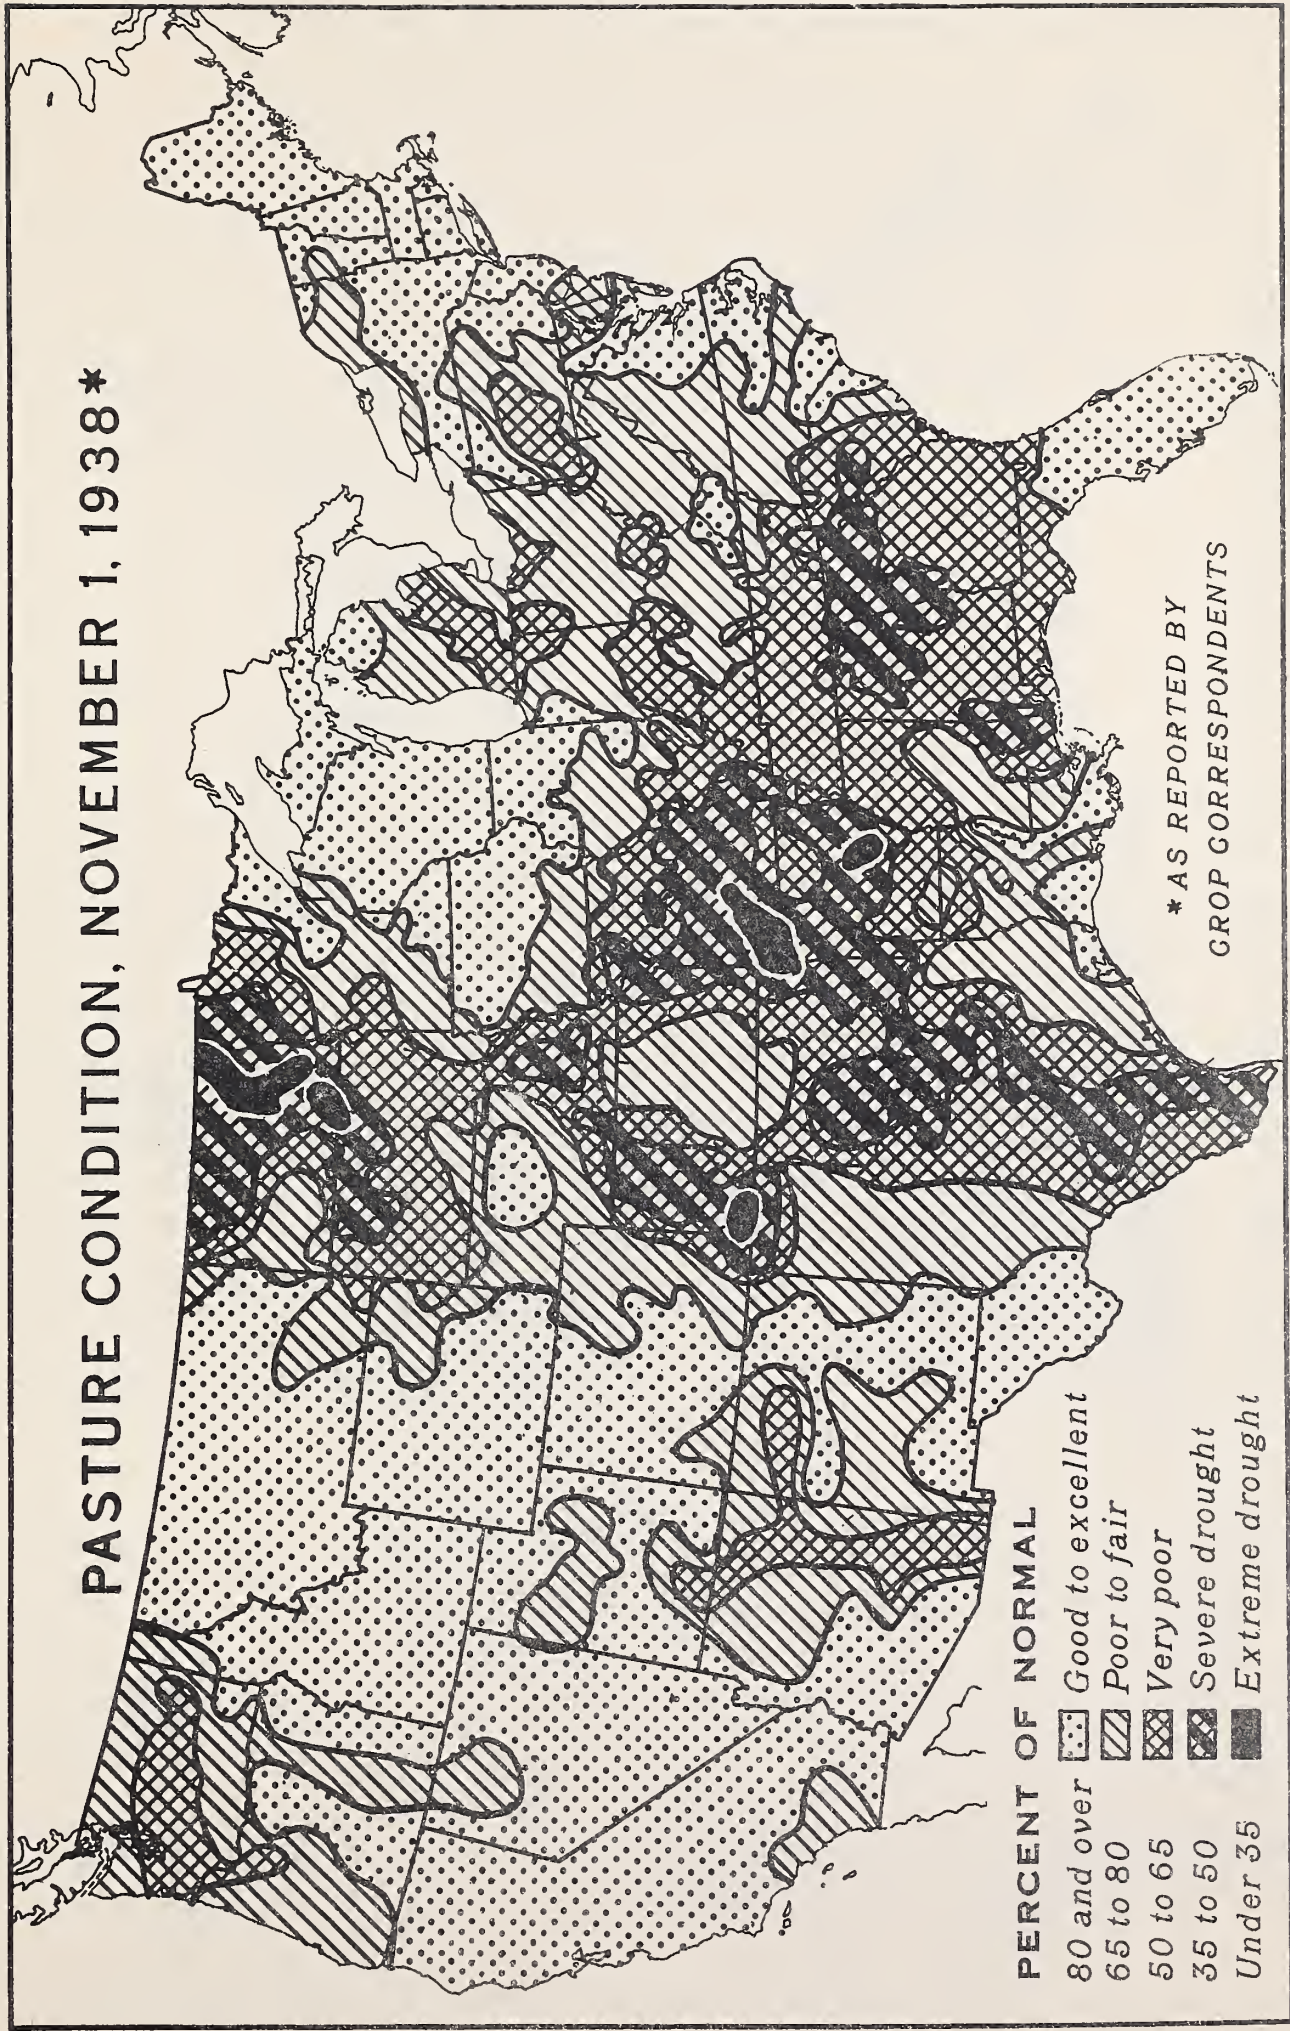 PASTURE CONDITION, NOVEMBER 1, 1938*
PERCENT OF NORMAL
80 and over Good to excellent
65 to 80 Poor to fair
50 to 65 Very poor
35 to 50 Severe drought
Under 35 Extreme drought
* AS REPORTED BY
CROP CORRESPONDENTS